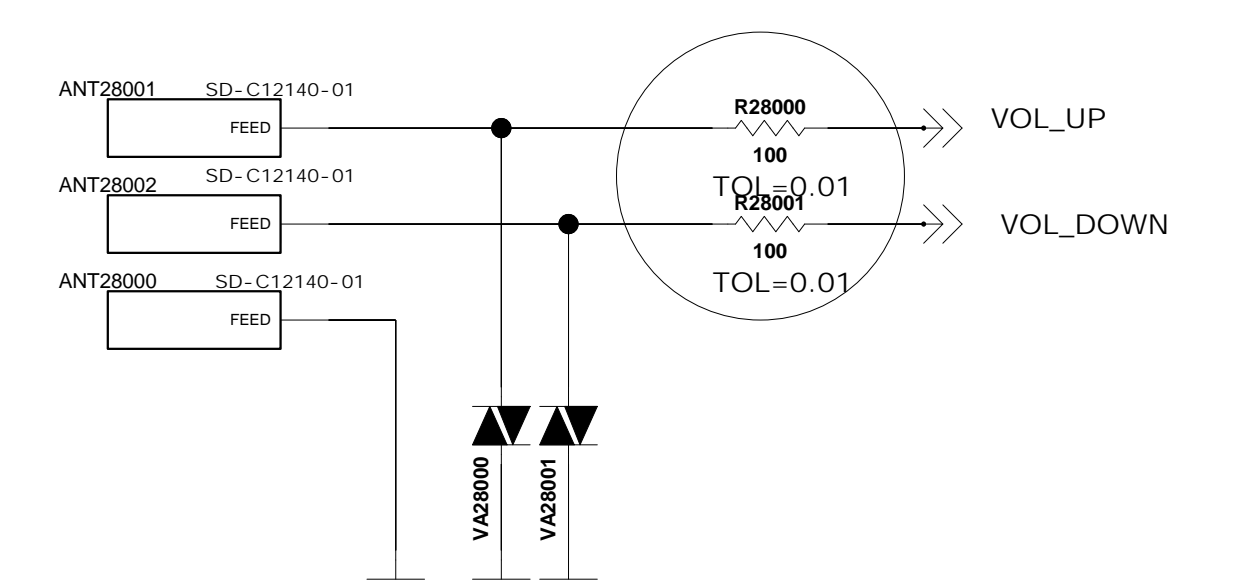 ANT28001 SD-C12140-01
FEED
R28000
VOL_UP
100
ANT28002 SD-C12140-01
TOL=0.01
R28001
FEED
VOL_DOWN
100
ANT28000 SD-C12140-01
TOL=0.01
FEED
VA28000
VA28001